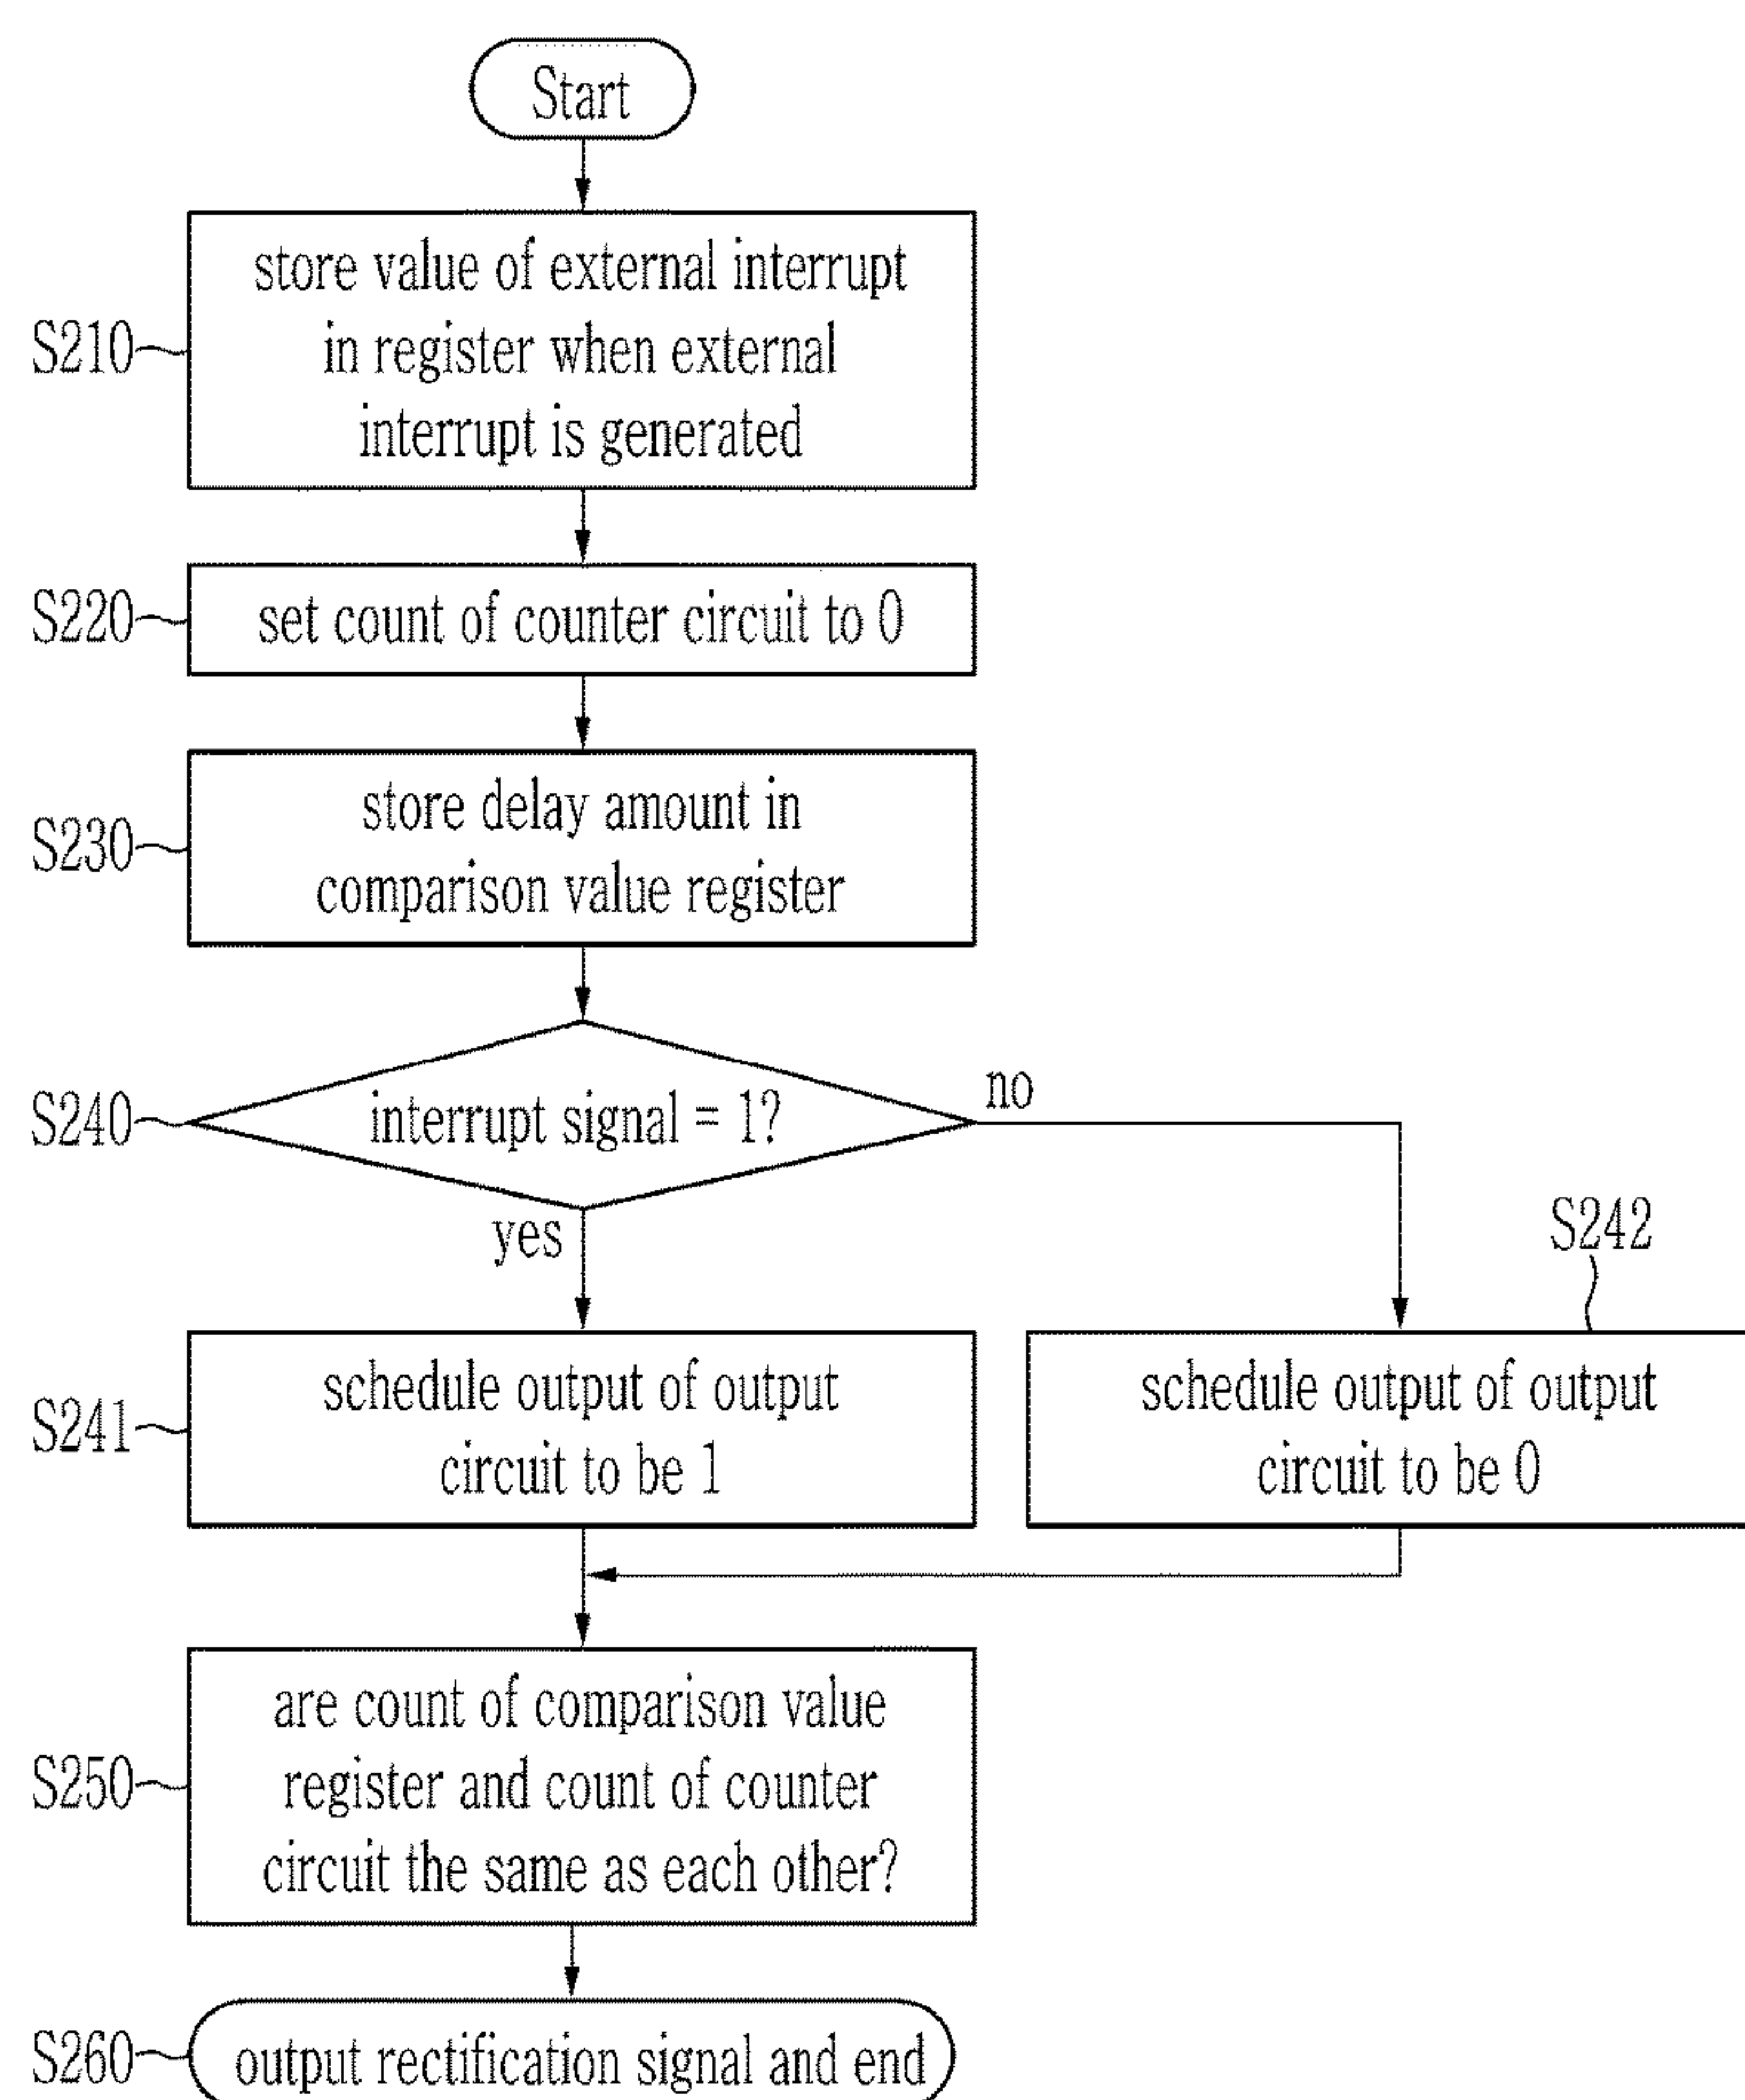 Start
S210
store value of external interrupt
in register when external
interrupt is generated
S220
set count of counter circuit to 0
S230
store delay amount in
comparison value register
S240
interrupt signal = 1?
no
yes
S242
S241
schedule output of output
circuit to be 1
schedule output of output
circuit to be 0
S250
are count of comparison value
register and count of counter
circuit the same as each other?
S260
output rectification signal and end